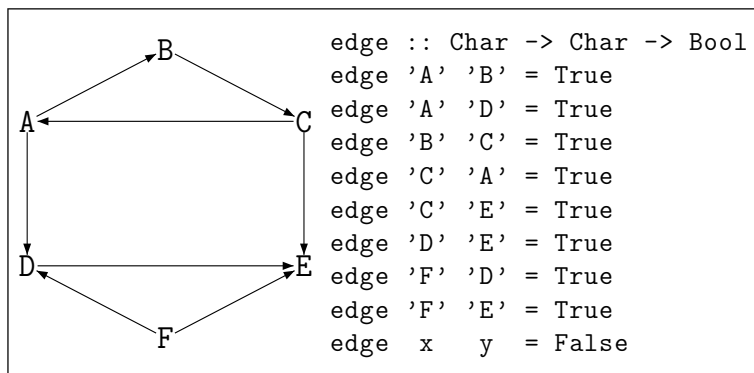 B
A
C
D
E
F
edge :: Char -> Char -> Bool
edge 'A' 'B' = True
edge 'A' 'D' = True
edge 'B' 'C' = True
edge 'C' 'A' = True
edge 'C' 'E' = True
edge 'D' 'E' = True
edge 'F' 'D' = True
edge 'F' 'E' = True
edge  x   y  = False